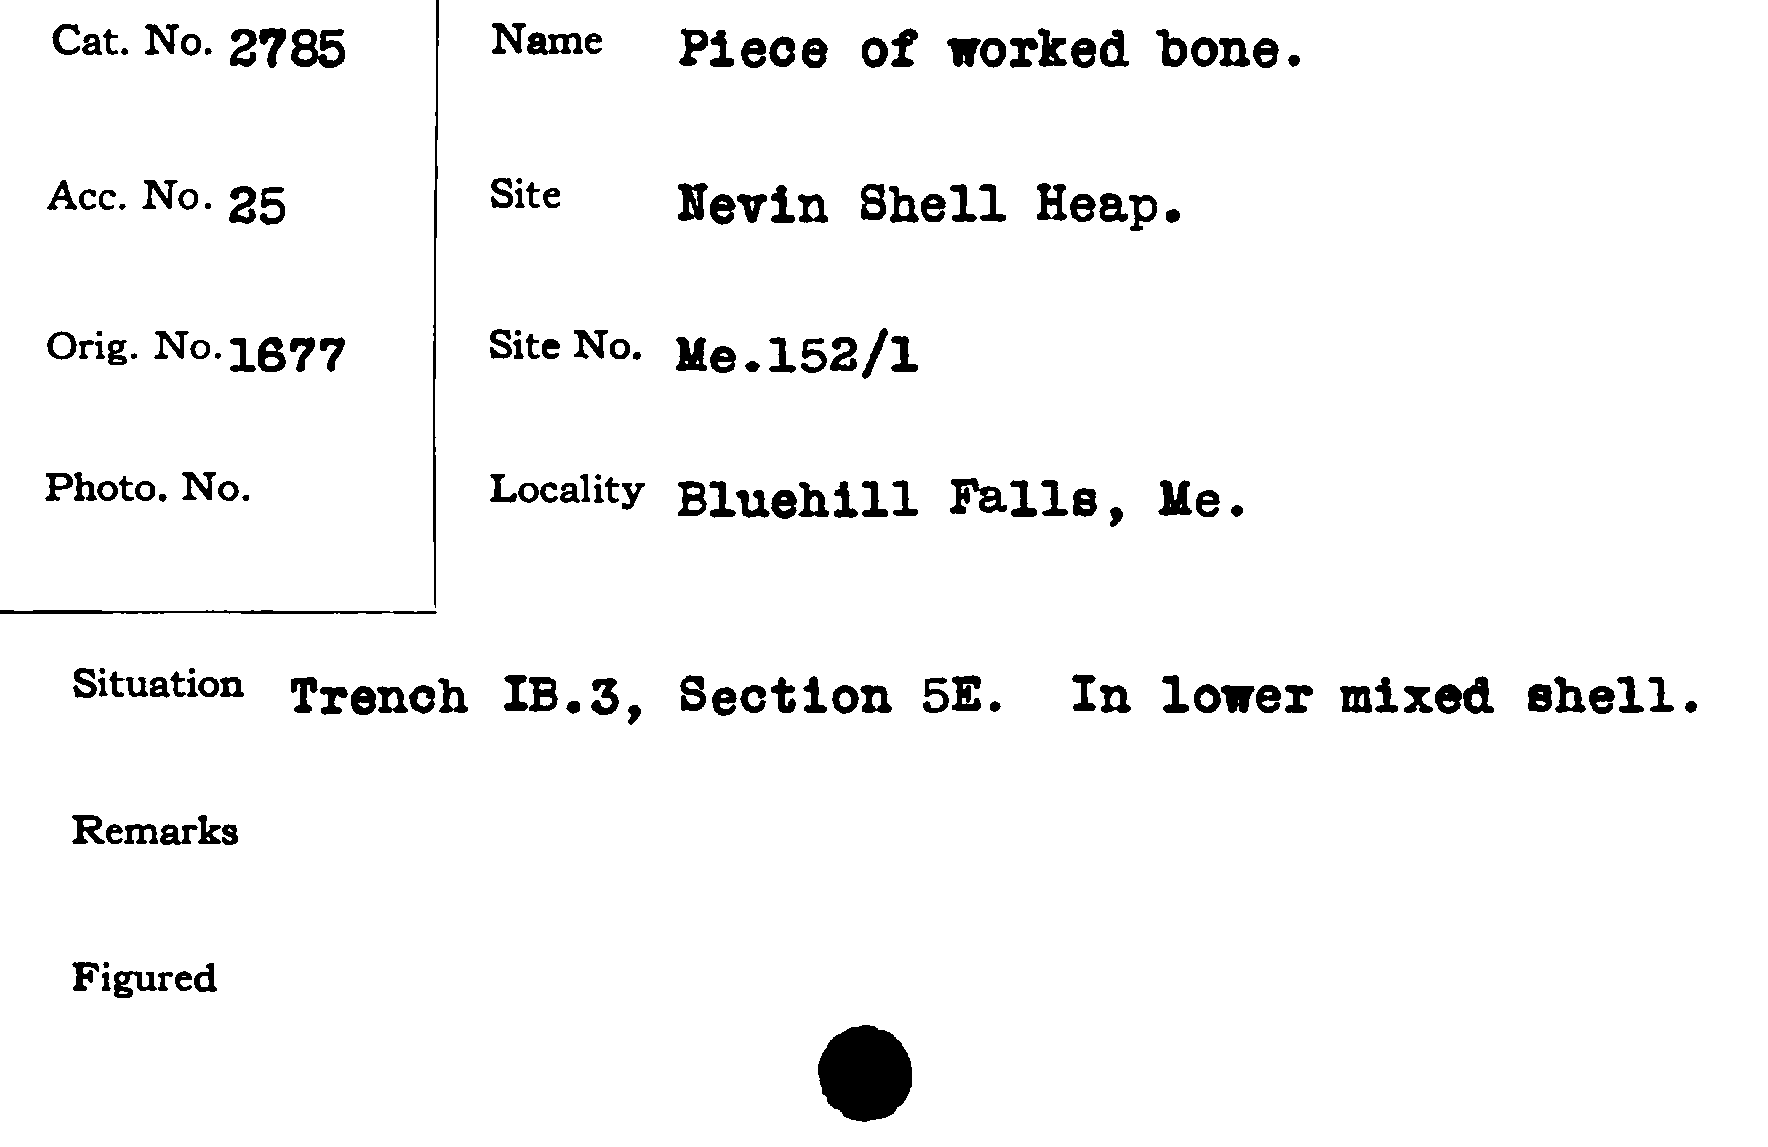 Cat. No. 2785
Name Piece of worked bone.
Acc. No. 25
Site Nevin Shell Heap.
Orig. No. 1677
Site No. Me.152/1
Photo. No.
Locality Bluehill Falls, Me.
Situation Trench IB.3, Section 5E. In lower mixed shell.
Remarks
Figured